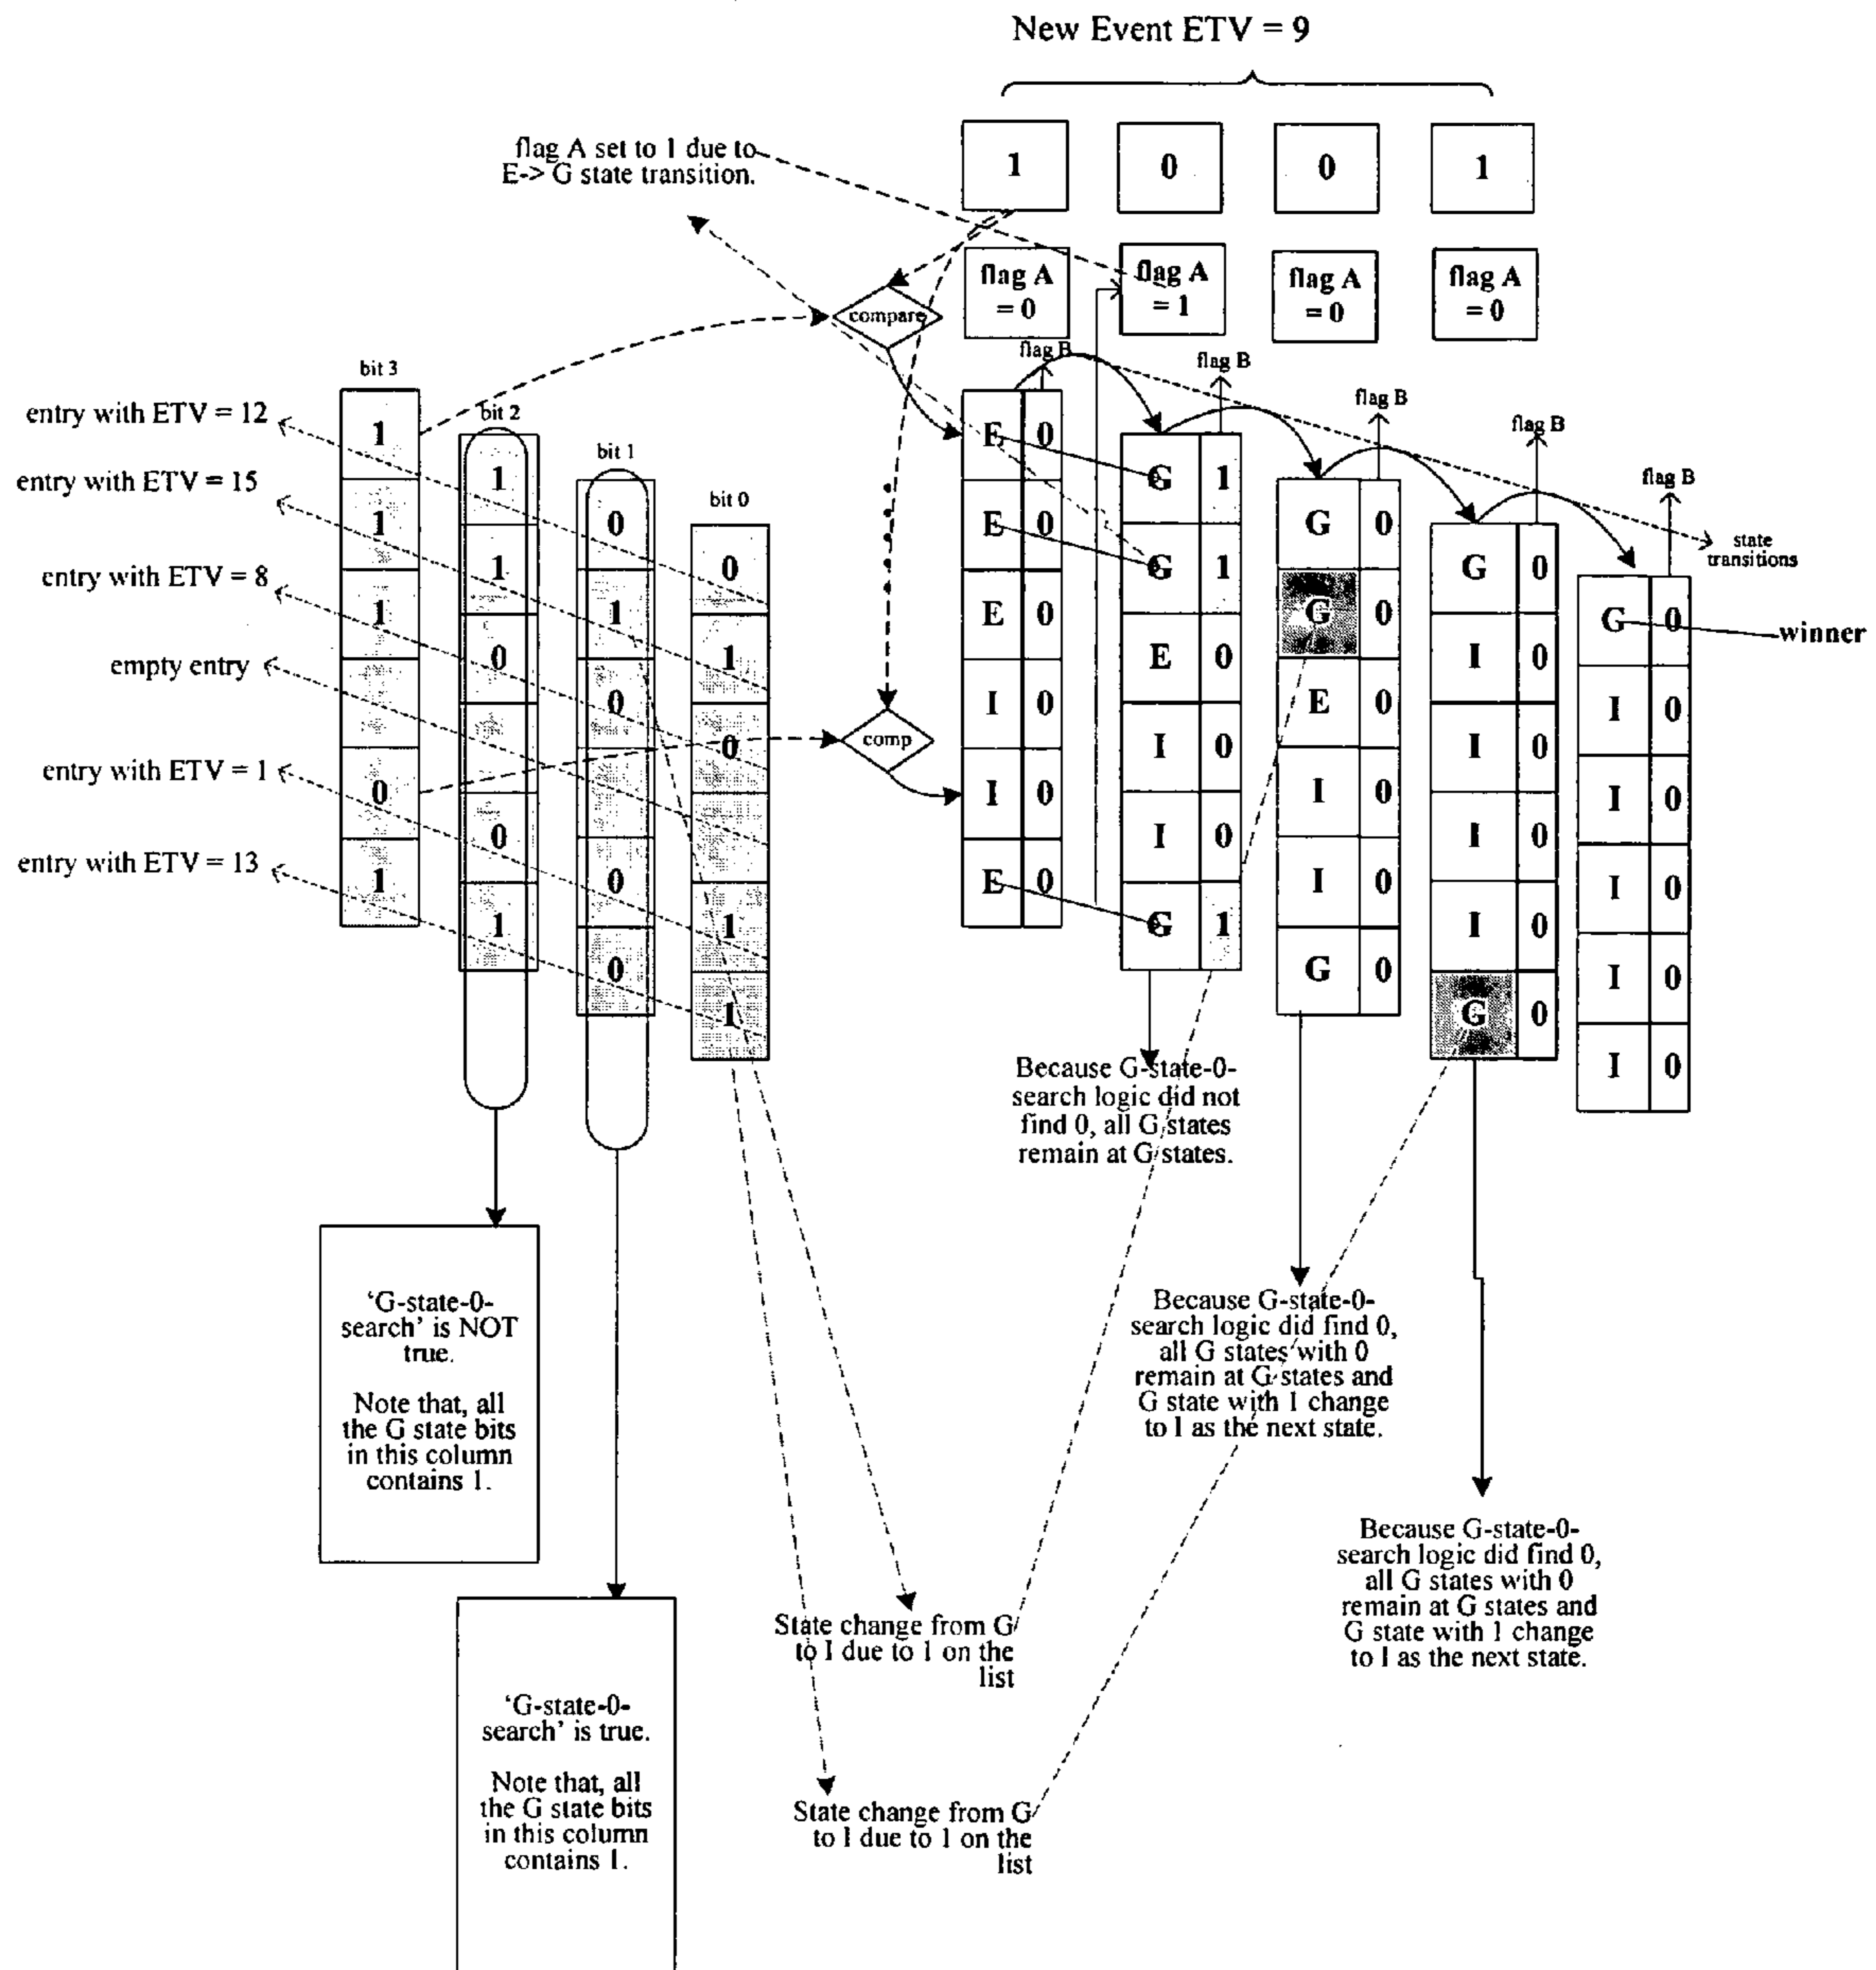 New Event ETV = 9
flag A set to 1 due to
E-> G state transition.
1 0 0 1
flag A
= 0
flag A
= 1
flag A
= 0
flag A
= 0
compare
flag B
flag B
flag B
flag B
flag B
bit 3
bit 2
bit 1
bit 0
entry with ETV = 12
entry with ETV = 15
entry with ETV = 8
empty entry
entry with ETV = 1
entry with ETV = 13
1
1
1
0
1
1
1
0
0
1
0
1
0
0
0
0
1
0
1
1
comp
E 0
E 0
E 0
I 0
I 0
E 0
G 1
G 1
E 0
I 0
I 0
G 1
G 0
G 0
E 0
I 0
I 0
G 0
G 0
I 0
I 0
I 0
I 0
G 0
G 0
I 0
I 0
I 0
I 0
I 0
state
transitions
winner
Because G-state-0-
search logic did not
find 0, all G states
remain at G states.
'G-state-0-
search' is NOT
true.
Note that, all
the G state bits
in this column
contains 1.
Because G-state-0-
search logic did find 0,
all G states with 0
remain at G states and
G state with 1 change
to I as the next state.
Because G-state-0-
search logic did find 0,
all G states with 0
remain at G states and
G state with 1 change
to I as the next state.
State change from G
to I due to 1 on the
list
'G-state-0-
search' is true.
Note that, all
the G state bits
in this column
contains 1.
State change from G
to I due to 1 on the
list